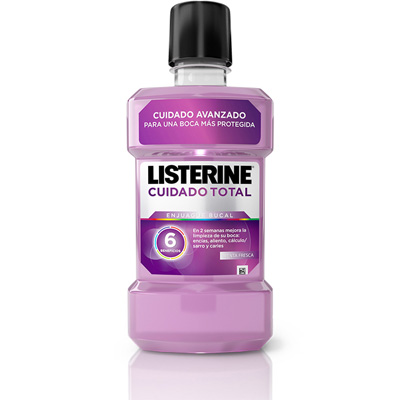 CUIDADO AVANZADO
PARA UNA BOCA MÁS PROTEGIDA
LISTERINE
CUIDADO TOTAL
ENJUAGUE BUCAL
6
BENEFICIOS
En 2 semanas mejora la
limpieza de su boca:
encías, aliento, cálculo/
sarro y caries
FRESCA